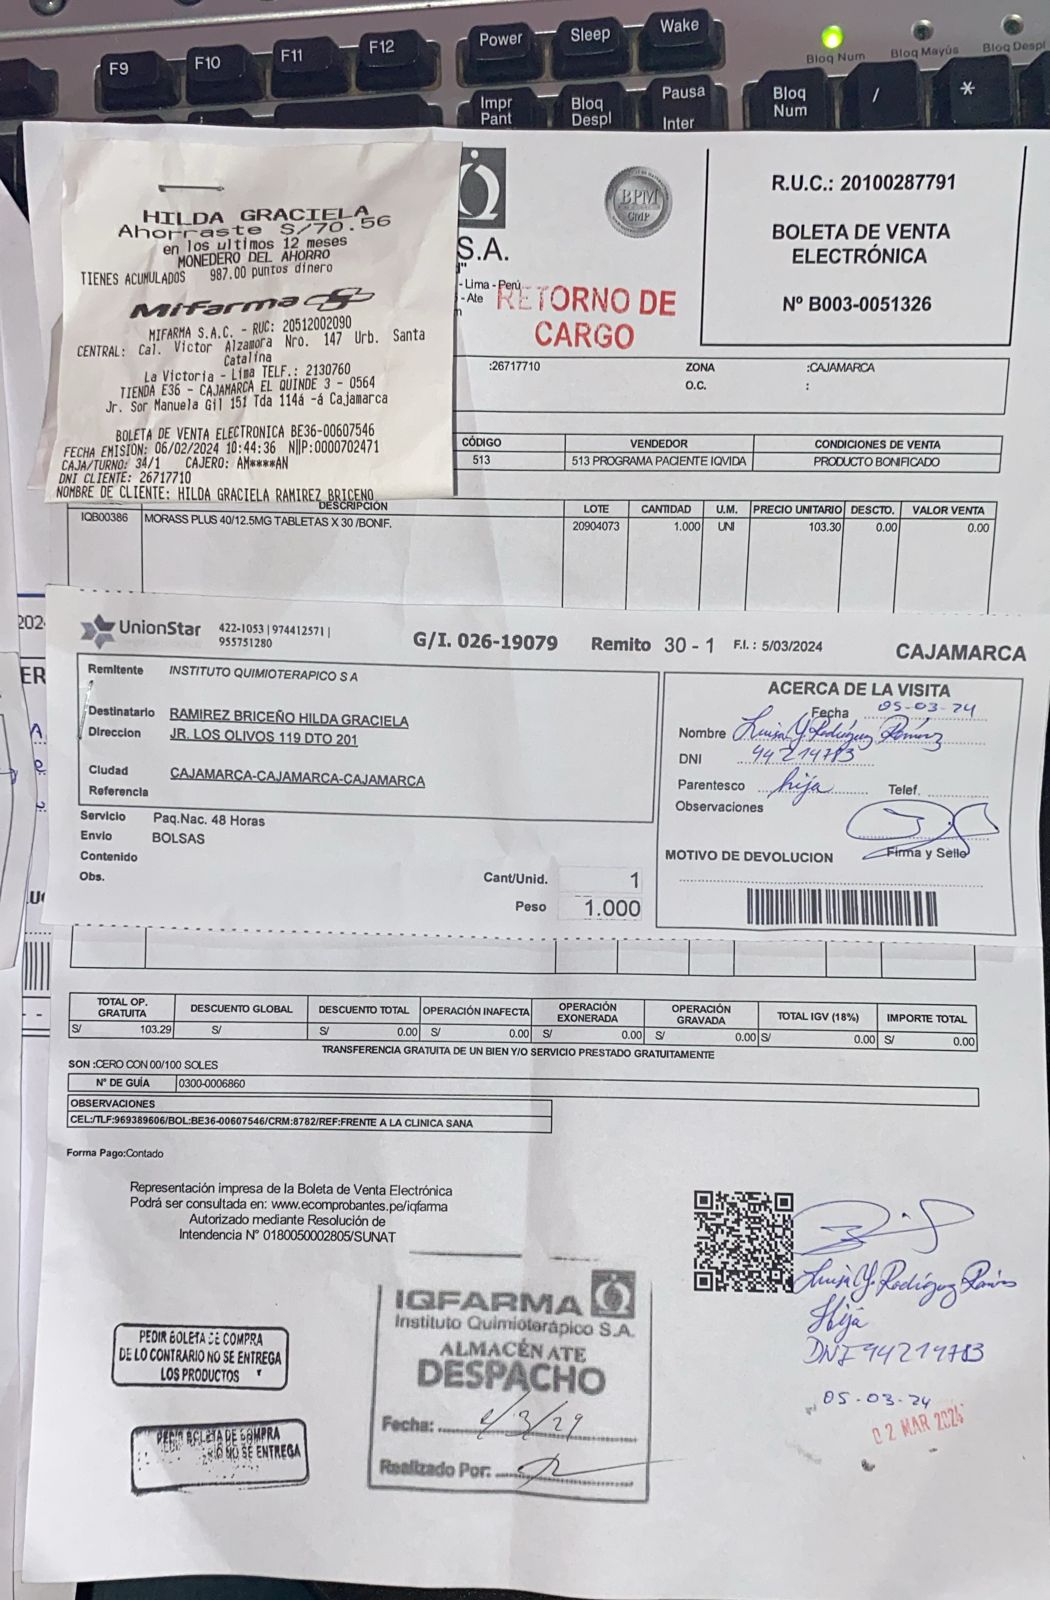 F9
F10
F11
F12
Power
Sleep
Wake
Bloq Num
Bloq Mayús
Bloq Despl
Impr
Pant
Bloq
Despl
Pausa
Inter
Bloq
Num
/
*
HILDA GRACIELA
Ahorraste S/70.56
en los ultimos 12 meses
MONEDERO DEL AHORRO
TIENES ACUMULADOS 987.00 puntos dinero
Mifarma
MIFARMA S.A.C. - RUC: 20512002090
CENTRAL: Cal. Victor Alzamora Nro. 147 Urb. Santa
Catalina
La Victoria - Lima TELF.: 2130760
TIENDA E36 - CAJAMARCA EL QUINDE 3 - 0564
Jr. Sor Manuela Gil 151 Tda 114á -á Cajamarca
BOLETA DE VENTA ELECTRONICA BE36-00607546
FECHA EMISION: 06/02/2024 10:44:36 N||P:0000702471
CAJA/TURNO: 34/1 CAJERO: AM****AN
DNI CLIENTE: 26717710
NOMBRE DE CLIENTE: HILDA GRACIELA RAMIREZ BRICENO
S.A.
- Lima - Perú
- Ate
BPM
GMP
RETORNO DE
CARGO
R.U.C.: 20100287791
BOLETA DE VENTA
ELECTRÓNICA
Nº B003-0051326
:26717710
ZONA :CAJAMARCA
O.C. :
CÓDIGO VENDEDOR CONDICIONES DE VENTA
513 513 PROGRAMA PACIENTE IQVIDA PRODUCTO BONIFICADO
DESCRIPCIÓN LOTE CANTIDAD U.M. PRECIO UNITARIO DESCTO. VALOR VENTA
IQB00386 MORASS PLUS 40/12.5MG TABLETAS X 30 /BONIF. 20904073 1.000 UNI 103.30 0.00 0.00
UnionStar
422-1053 | 974412571 |
955751280
G/I. 026-19079 Remito 30 - 1 F.I. : 5/03/2024 CAJAMARCA
Remitente INSTITUTO QUIMIOTERAPICO S A
Destinatario RAMIREZ BRICEÑO HILDA GRACIELA
Direccion JR. LOS OLIVOS 119 DTO 201
Ciudad CAJAMARCA-CAJAMARCA-CAJAMARCA
Referencia
Servicio Paq.Nac. 48 Horas
Envio BOLSAS
Contenido
Obs.
Cant/Unid. 1
Peso 1.000
ACERCA DE LA VISITA
Fecha 05-03-24
Nombre Luisa Y. Rodríguez Ramírez
DNI 94219783
Parentesco hija Telef.
Observaciones
Firma y Sello
MOTIVO DE DEVOLUCION
TOTAL OP. GRATUITA DESCUENTO GLOBAL DESCUENTO TOTAL OPERACIÓN INAFECTA OPERACIÓN EXONERADA OPERACIÓN GRAVADA TOTAL IGV (18%) IMPORTE TOTAL
S/ 103.29 S/ S/ 0.00 S/ 0.00 S/ 0.00 S/ 0.00 S/ 0.00 S/ 0.00
TRANSFERENCIA GRATUITA DE UN BIEN Y/O SERVICIO PRESTADO GRATUITAMENTE
SON :CERO CON 00/100 SOLES
N° DE GUÍA 0300-0006860
OBSERVACIONES
CEL:/TLF:969389606/BOL:BE36-00607546/CRM:8782/REF:FRENTE A LA CLINICA SANA
Forma Pago:Contado
Representación impresa de la Boleta de Venta Electrónica
Podrá ser consultada en: www.ecomprobantes.pe/iqfarma
Autorizado mediante Resolución de
Intendencia N° 0180050002805/SUNAT
IQFARMA
Instituto Quimioterápico S.A.
ALMACÉN ATE
DESPACHO
Fecha:
Realizado Por:
PEDIR BOLETA DE COMPRA
DE LO CONTRARIO NO SE ENTREGA
LOS PRODUCTOS
PEDIR BOLETA DE COMPRA
NO SE ENTREGA
Luisa Y. Rodríguez Ramírez
Hija
DNI 94219783
05-03-24
02 MAR 2024